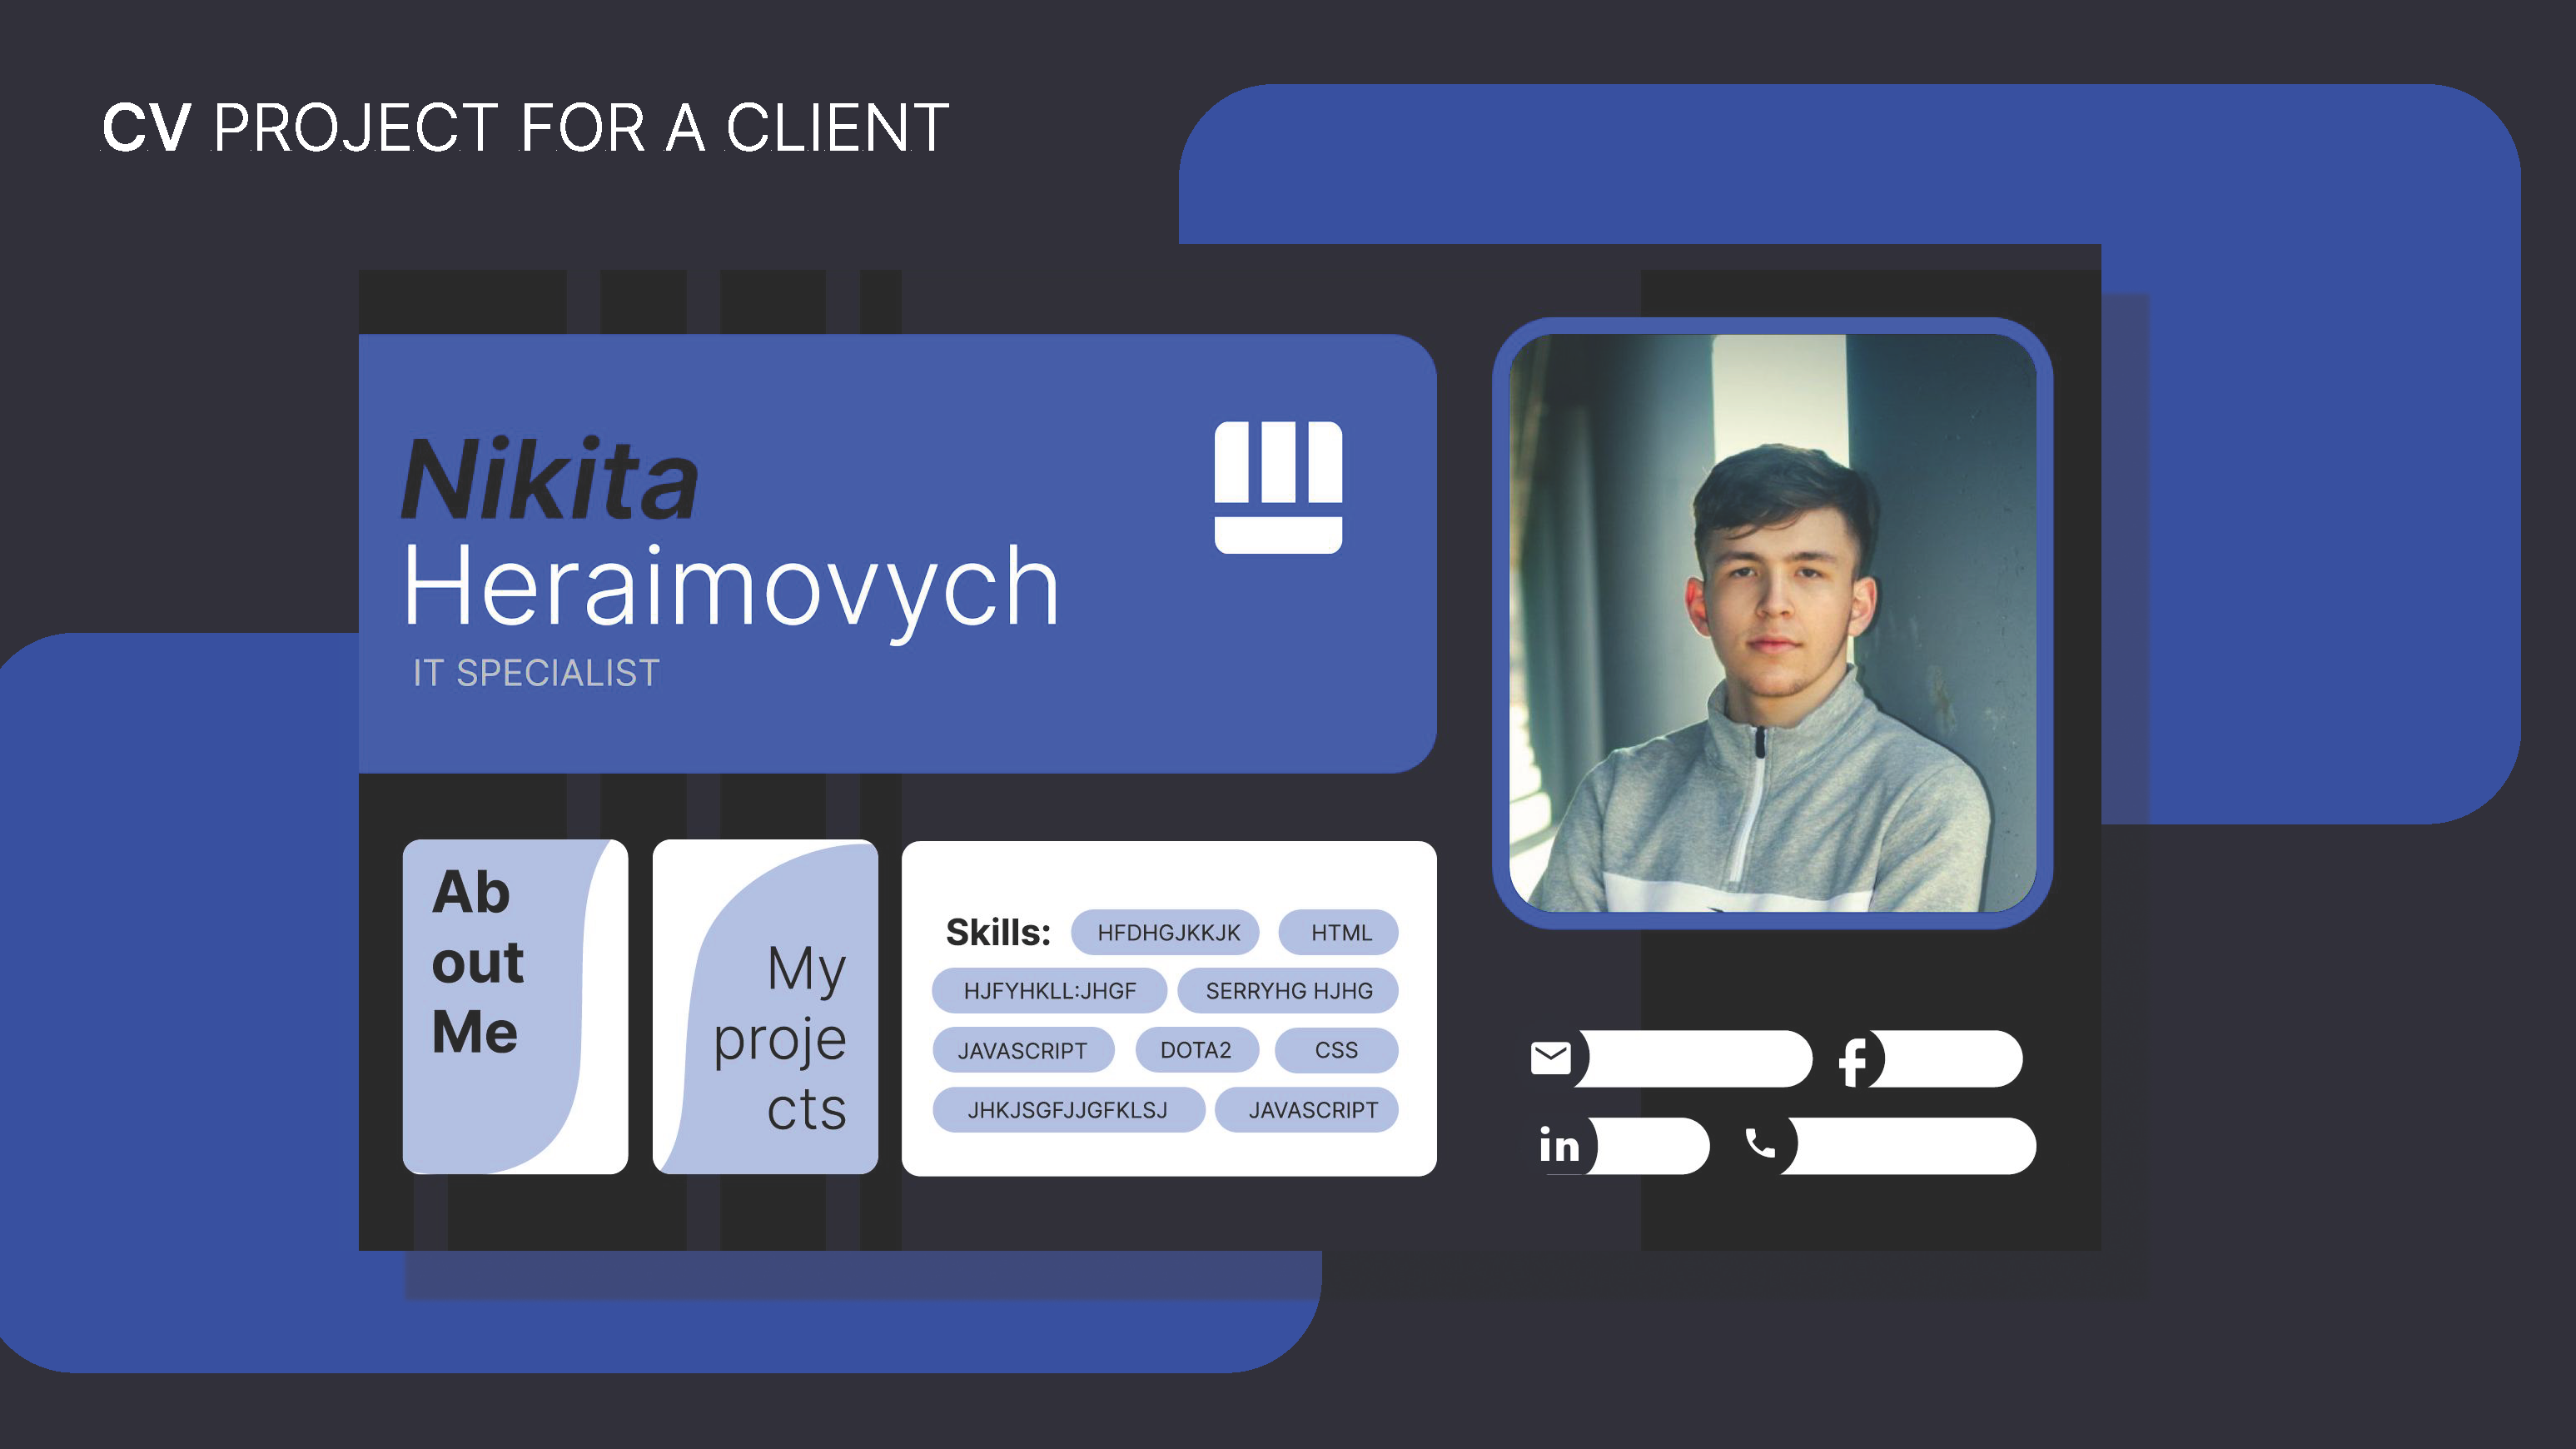 CV PROJECT FOR A CLIENT
Nikita
Heraimovych
IT SPECIALIST
Ab
out
Me
My
proje
cts
Skills:
HFDHGJKKJK
HTML
HJFYHKLL:JHGF
SERRYHG HJHG
JAVASCRIPT
DOTA2
CSS
JHKJSGFJJGFKLSJ
JAVASCRIPT
f
in